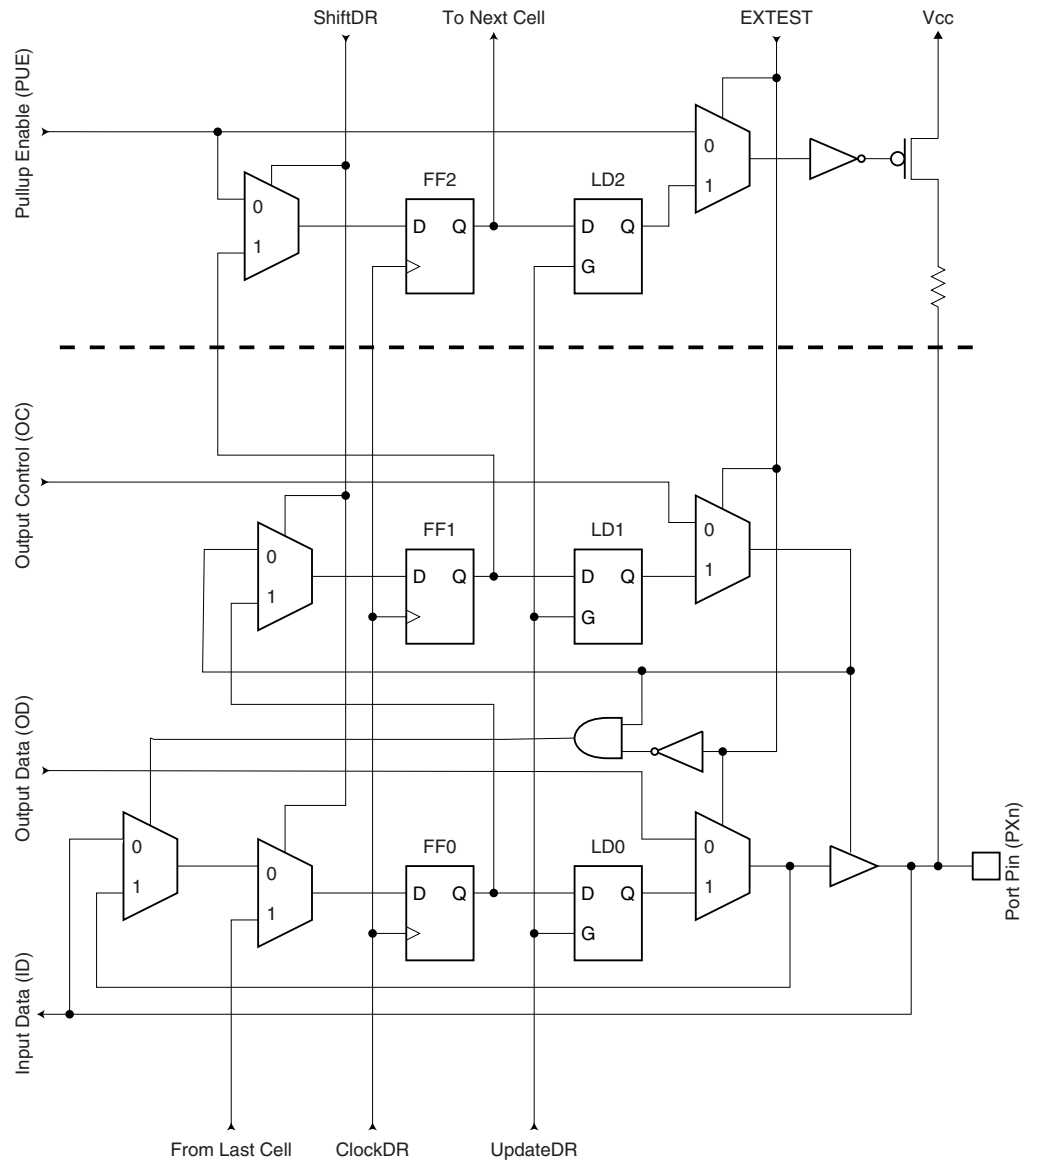 ShiftDR
To Next Cell
EXTEST
Vcc
Pullup Enable (PUE)
0
1
FF2
D Q
LD2
D Q
G
0
1
Output Control (OC)
0
1
FF1
D Q
LD1
D Q
G
0
1
Output Data (OD)
0
1
0
1
FF0
D Q
LD0
D Q
G
0
1
Port Pin (PXn)
Input Data (ID)
From Last Cell
ClockDR
UpdateDR